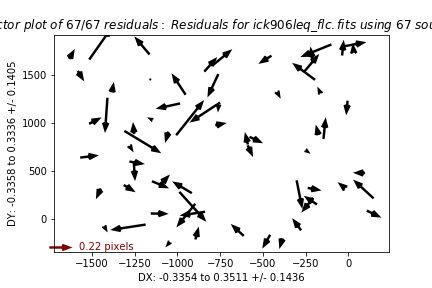 ctor plot of 67/67 residuals : Residuals for ick906leq_flc.fits using 67 sou
DY: -0.3358 to 0.3336 +/- 0.1405
1500
1000
500
0
0.22 pixels
−1500 −1250 −1000 −750 −500 −250 0
DX: -0.3354 to 0.3511 +/- 0.1436